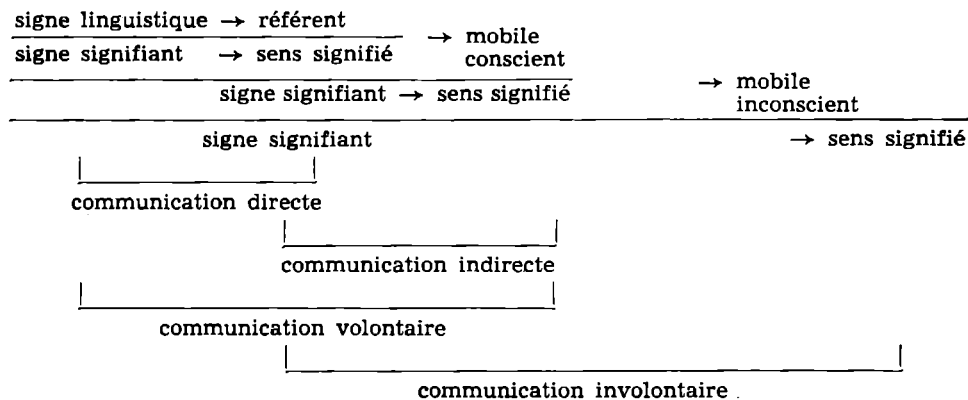 signe linguistique → référent
→ mobile
signe signifiant → sens signifié
conscient
signe signifiant → sens signifié
→ mobile
inconscient
signe signifiant
→ sens signifié
communication directe
communication indirecte
communication volontaire
communication involontaire .